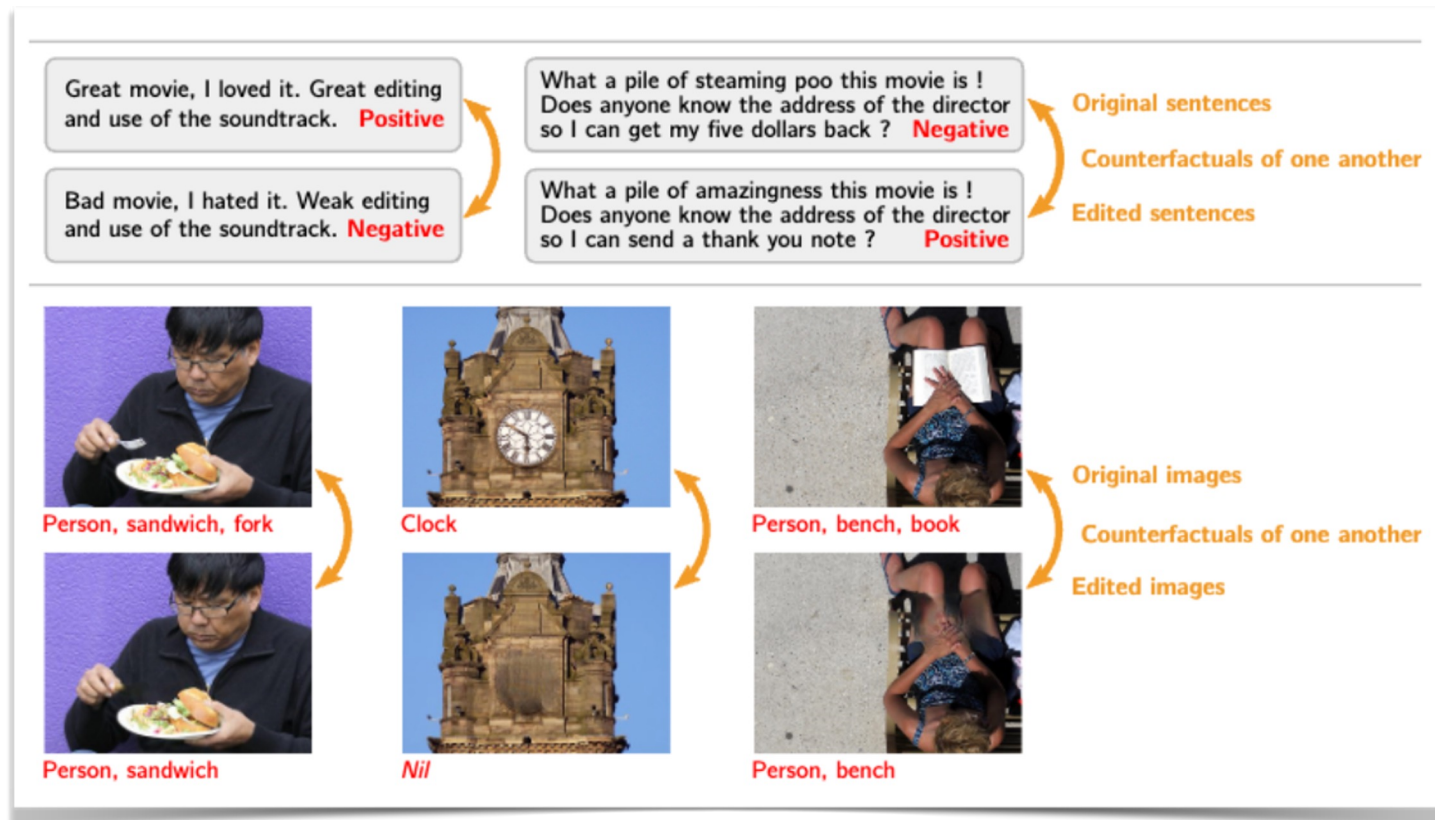 Great movie, I loved it. Great editing
and use of the soundtrack. Positive
Bad movie, I hated it. Weak editing
and use of the soundtrack. Negative
What a pile of steaming poo this movie is !
Does anyone know the address of the director
so I can get my five dollars back ? Negative
What a pile of amazingness this movie is !
Does anyone know the address of the director
so I can send a thank you note ? Positive
Original sentences
Counterfactuals of one another
Edited sentences
Person, sandwich, fork
Clock
Person, bench, book
Original images
Counterfactuals of one another
Edited images
Person, sandwich
Nil
Person, bench